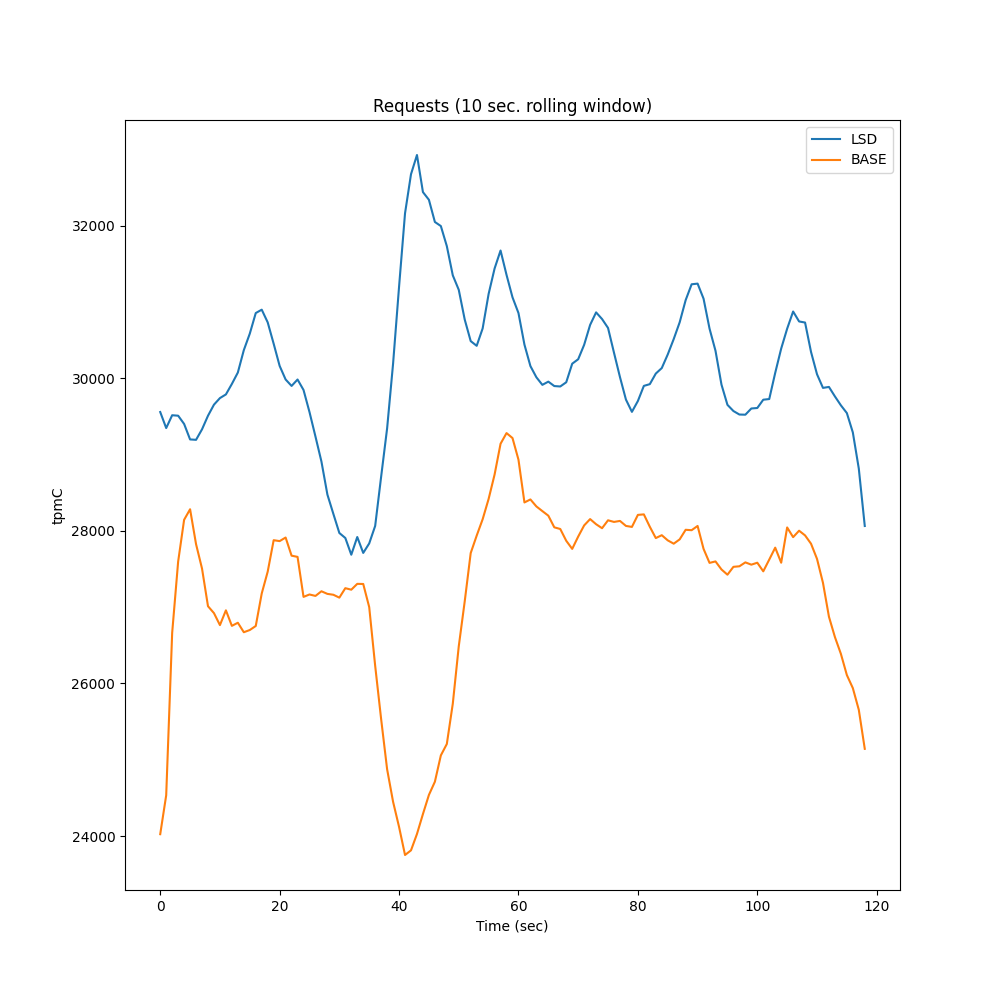 Requests (10 sec. rolling window)
LSD
BASE
tpmC
32000
30000
28000
26000
24000
0 20 40 60 80 100 120
Time (sec)